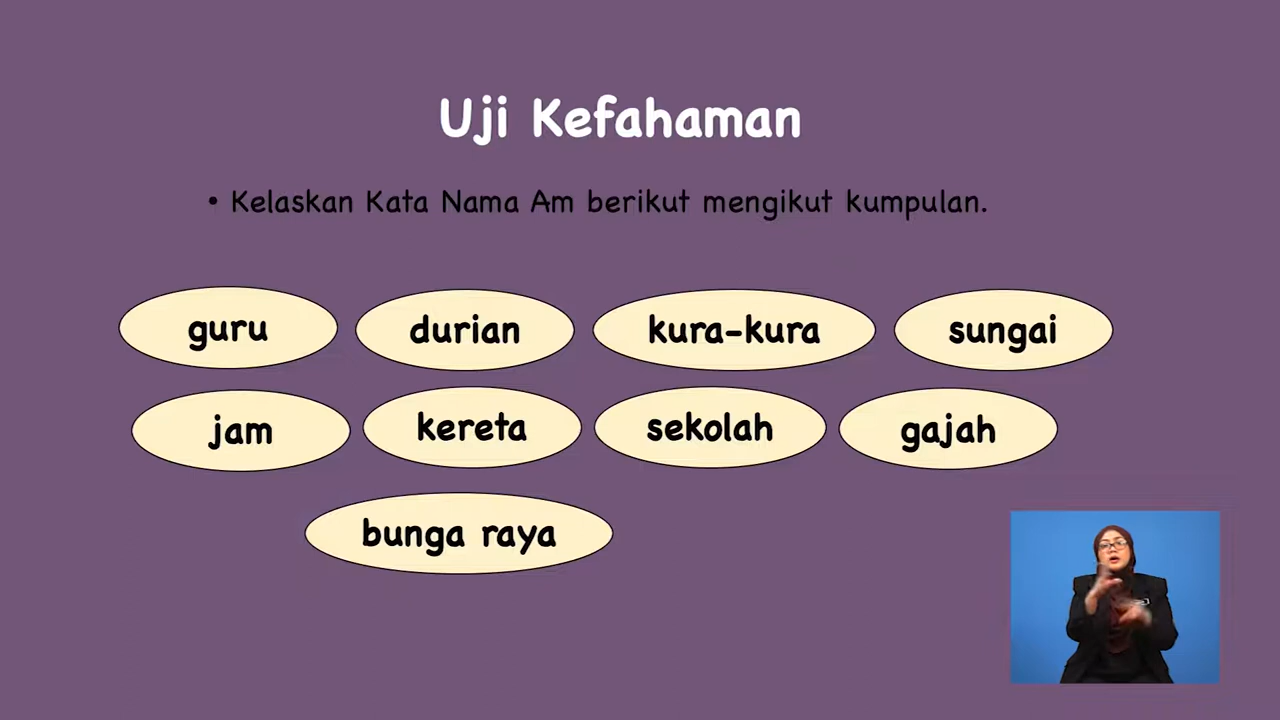 Uji Kefahaman
• Kelaskan Kata Nama Am berikut mengikut kumpulan.
guru durian kura-kura sungai
jam kereta sekolah gajah
bunga raya